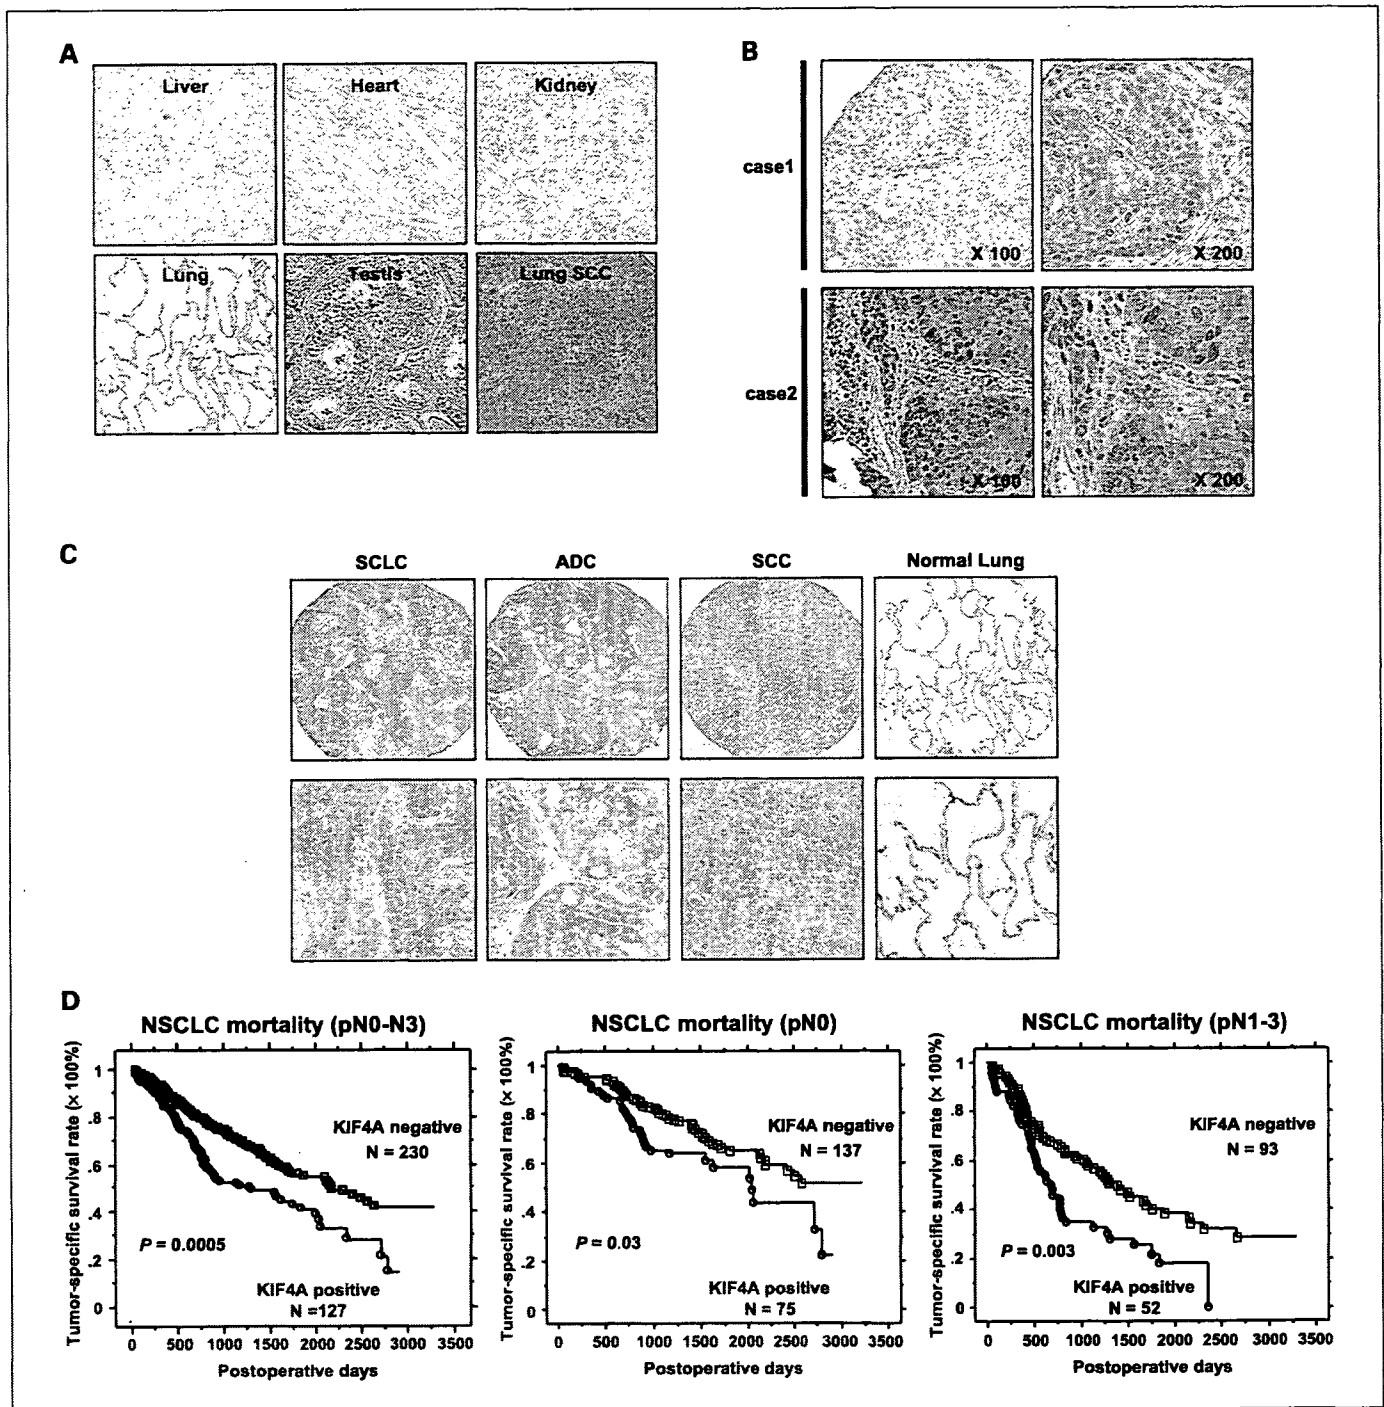 A
Liver
Heart
Kidney
Lung
Testis
Lung SCC
B
case1
X 100
X 200
case2
X 100
X 200
C
SCLC
ADC
SCC
Normal Lung
D
NSCLC mortality (pN0-N3)
Tumor-specific survival rate (x 100%)
1
.8
.6
.4
.2
0
KIF4A negative
N = 230
P = 0.0005
KIF4A positive
N =127
0 500 1000 1500 2000 2500 3000 3500
Postoperative days
NSCLC mortality (pN0)
Tumor-specific survival rate (x 100%)
1
.8
.6
.4
.2
0
KIF4A negative
N = 137
P = 0.03
KIF4A positive
N = 75
0 500 1000 1500 2000 2500 3000 3500
Postoperative days
NSCLC mortality (pN1-3)
Tumor-specific survival rate (x 100%)
1
.8
.6
.4
.2
0
KIF4A negative
N = 93
P = 0.003
KIF4A positive
N = 52
0 500 1000 1500 2000 2500 3000 3500
Postoperative days